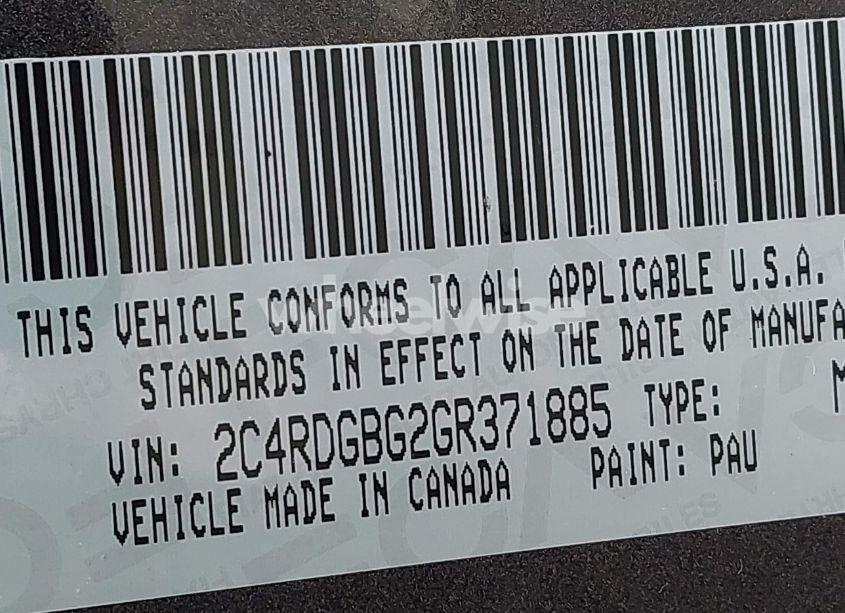 THIS VEHICLE CONFORMS TO ALL APPLICABLE U.S.A.
STANDARDS IN EFFECT ON THE DATE OF MANUFA
VIN: 2C4RDGBG2GR371885 TYPE: M
VEHICLE MADE IN CANADA PAINT: PAU
wheelwise